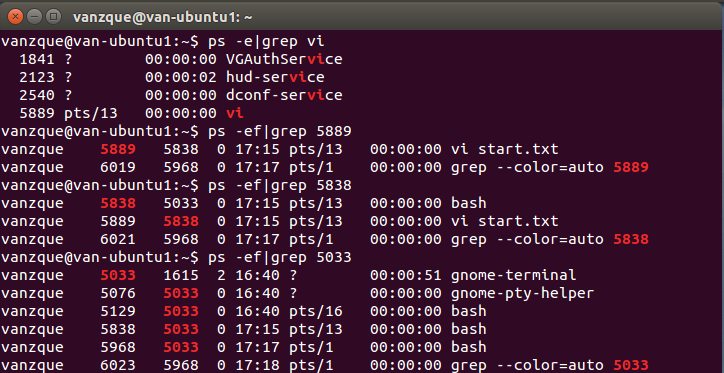 vanzque@van-ubuntu1: ~
vanzque@van-ubuntu1:~$ ps -e|grep vi
  1841 ?        00:00:00 VGAuthService
  2123 ?        00:00:02 hud-service
  2540 ?        00:00:00 dconf-service
  5889 pts/13   00:00:00 vi
vanzque@van-ubuntu1:~$ ps -ef|grep 5889
vanzque    5889  5838  0 17:15 pts/13   00:00:00 vi start.txt
vanzque    6019  5968  0 17:17 pts/1    00:00:00 grep --color=auto 5889
vanzque@van-ubuntu1:~$ ps -ef|grep 5838
vanzque    5838  5033  0 17:15 pts/13   00:00:00 bash
vanzque    5889  5838  0 17:15 pts/13   00:00:00 vi start.txt
vanzque    6021  5968  0 17:17 pts/1    00:00:00 grep --color=auto 5838
vanzque@van-ubuntu1:~$ ps -ef|grep 5033
vanzque    5033  1615  2 16:40 ?        00:00:51 gnome-terminal
vanzque    5076  5033  0 16:40 ?        00:00:00 gnome-pty-helper
vanzque    5129  5033  0 16:40 pts/16   00:00:00 bash
vanzque    5838  5033  0 17:15 pts/13   00:00:00 bash
vanzque    5968  5033  0 17:17 pts/1    00:00:00 bash
vanzque    6023  5968  0 17:18 pts/1    00:00:00 grep --color=auto 5033